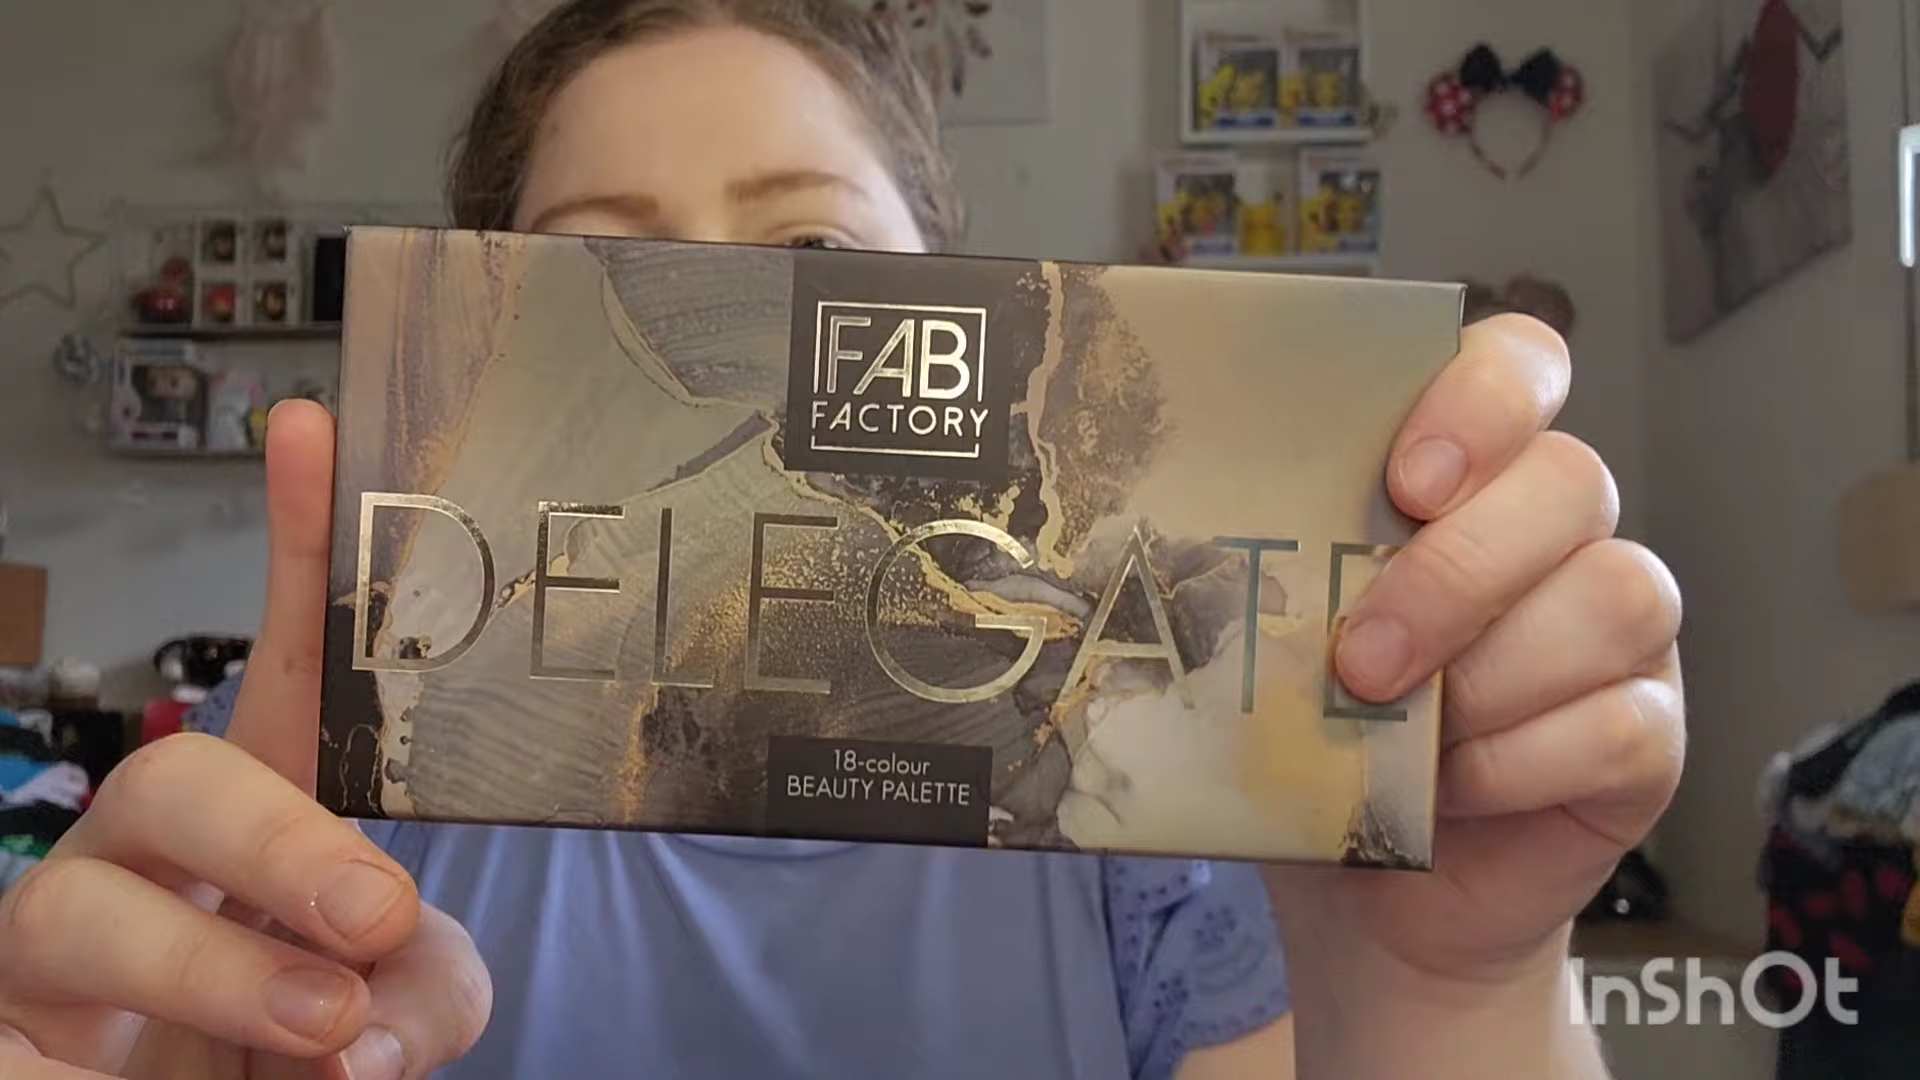 FAB
FACTORY
DELEGATE
18-colour
BEAUTY PALETTE
InShOt